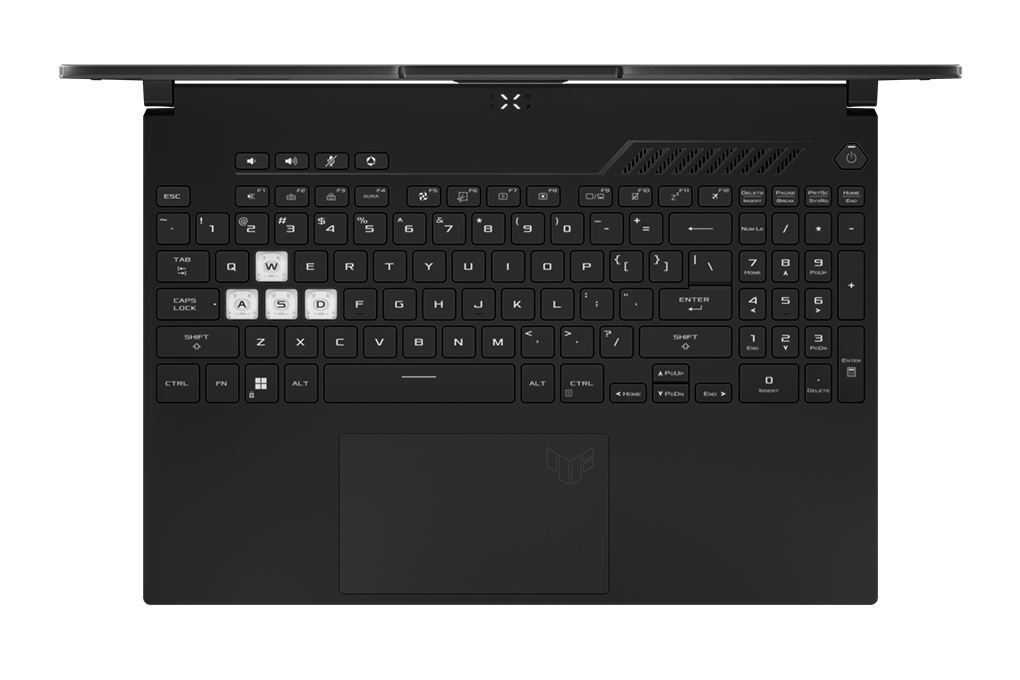 ESC F1 F2 F3 AURA F4 F5 F6 F7 F8 F9 F10 F11 F12 DELETE INSERT PAUSE BREAK PRTSC SYSRQ HOME END
~ ` ! 1 @ 2 # 3 $ 4 % 5 ^ 6 & 7 * 8 ( 9 ) 0 _ - + = NUM LK / * -
TAB Q W E R T Y U I O P { [ } ] | \ 7 HOME 8 9 PGUP +
CAPS LOCK A S D F G H J K L : ; " ' ENTER 4 5 6
SHIFT Z X C V B N M < , > . ? / SHIFT 1 END 2 3 PGDN ENTER
CTRL FN ALT ALT CTRL HOME PGUP PGDN END 0 INSERT . DELETE